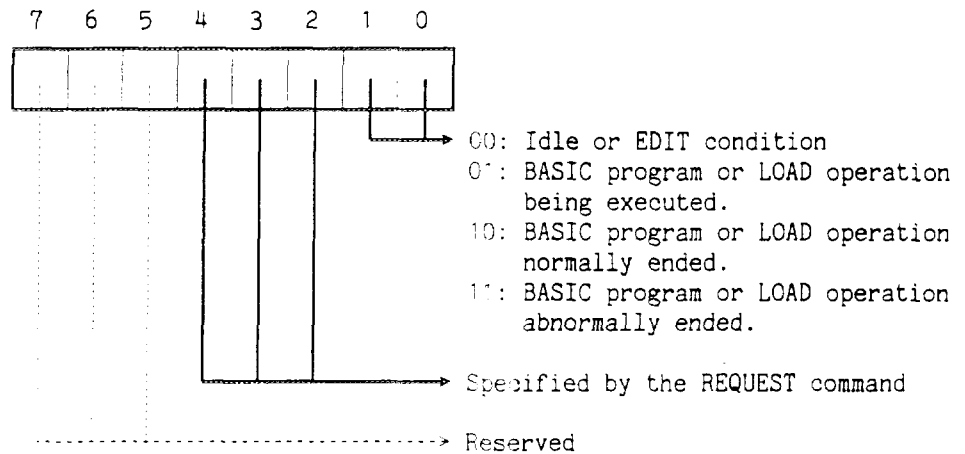 7 6 5 4 3 2 1 0
00: Idle or EDIT condition
01: BASIC program or LOAD operation
being executed.
10: BASIC program or LOAD operation
normally ended.
11: BASIC program or LOAD operation
abnormally ended.
Specified by the REQUEST command
Reserved